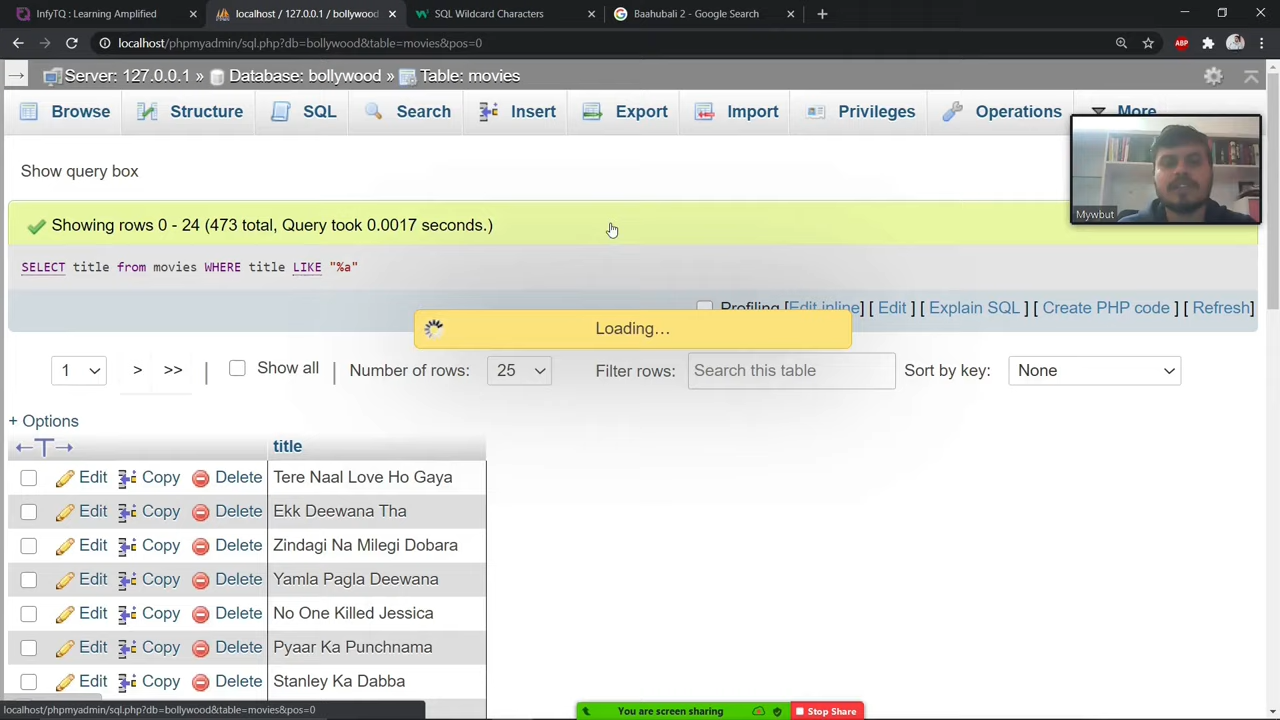 InfyTQ : Learning Amplified
localhost / 127.0.0.1 / bollywood
SQL Wildcard Characters
Baahubali 2 - Google Search
localhost/phpmyadmin/sql.php?db=bollywood&table=movies&pos=0
ABP
Server: 127.0.0.1 » Database: bollywood » Table: movies
Browse Structure SQL Search Insert Export Import Privileges Operations More
Mywbut
Show query box
Showing rows 0 - 24 (473 total, Query took 0.0017 seconds.)
SELECT title from movies WHERE title LIKE "%a"
Profiling [Edit inline] [ Edit ] [ Explain SQL ] [ Create PHP code ] [ Refresh]
Loading…
1 > >> Show all Number of rows: 25 Filter rows: Search this table Sort by key: None
+ Options
←T→ title
Edit Copy Delete Tere Naal Love Ho Gaya
Edit Copy Delete Ekk Deewana Tha
Edit Copy Delete Zindagi Na Milegi Dobara
Edit Copy Delete Yamla Pagla Deewana
Edit Copy Delete No One Killed Jessica
Edit Copy Delete Pyaar Ka Punchnama
Edit Copy Delete Stanley Ka Dabba
localhost/phpmyadmin/sql.php?db=bollywood&table=movies&pos=0
You are screen sharing
Stop Share